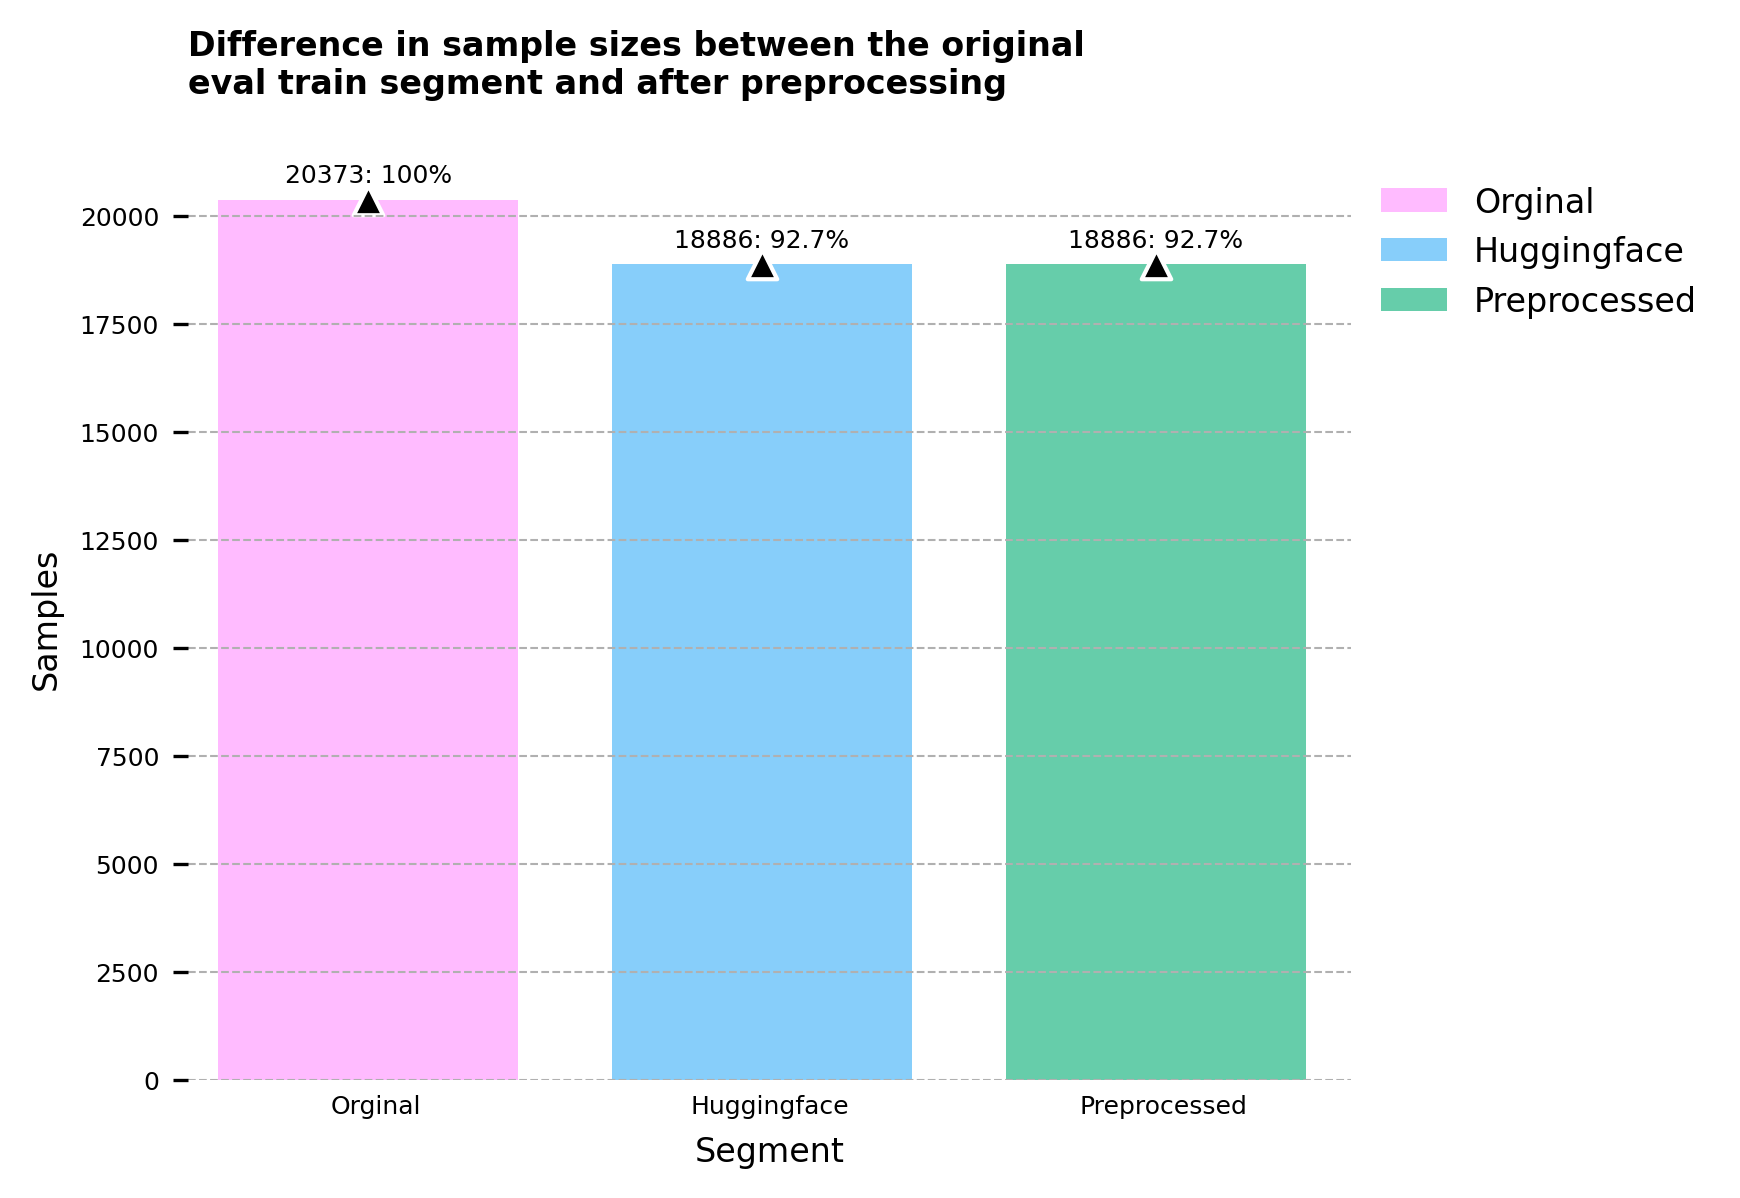 Difference in sample sizes between the original
eval train segment and after preprocessing
20373: 100%
18886: 92.7%
18886: 92.7%
Orginal
Huggingface
Preprocessed
20000
17500
15000
12500
10000
7500
5000
2500
0
Samples
Orginal
Huggingface
Preprocessed
Segment